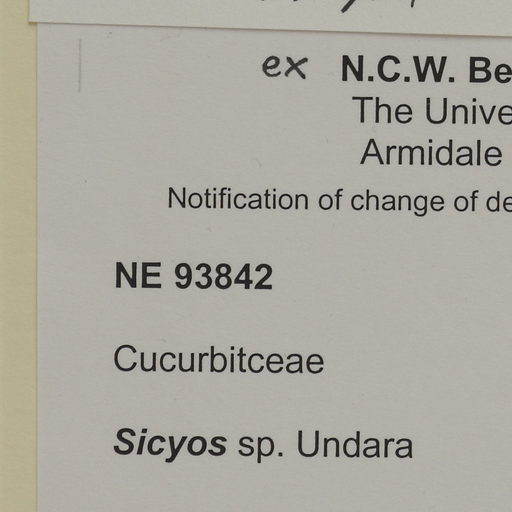 ex N.C.W. Be
The Unive
Armidale
Notification of change of de
NE 93842
Cucurbitceae
Sicyos sp. Undara